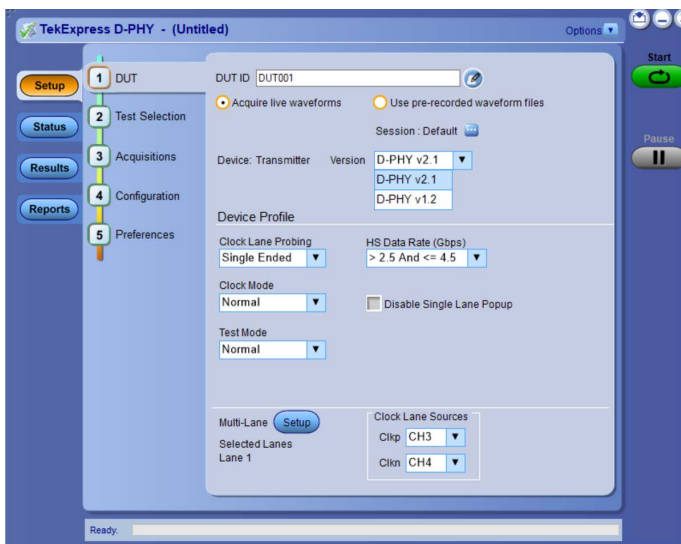 TekExpress D-PHY - (Untitled)
Options
Start
Pause
Setup
Status
Results
Reports
1 DUT
2 Test Selection
3 Acquisitions
4 Configuration
5 Preferences
DUT ID DUT001
Acquire live waveforms
Use pre-recorded waveform files
Session : Default
Device: Transmitter Version D-PHY v2.1
D-PHY v2.1
D-PHY v1.2
Device Profile
Clock Lane Probing
Single Ended
HS Data Rate (Gbps)
> 2.5 And <= 4.5
Clock Mode
Normal
Disable Single Lane Popup
Test Mode
Normal
Multi-Lane Setup
Selected Lanes
Lane 1
Clock Lane Sources
Clkp CH3
Clkn CH4
Ready.